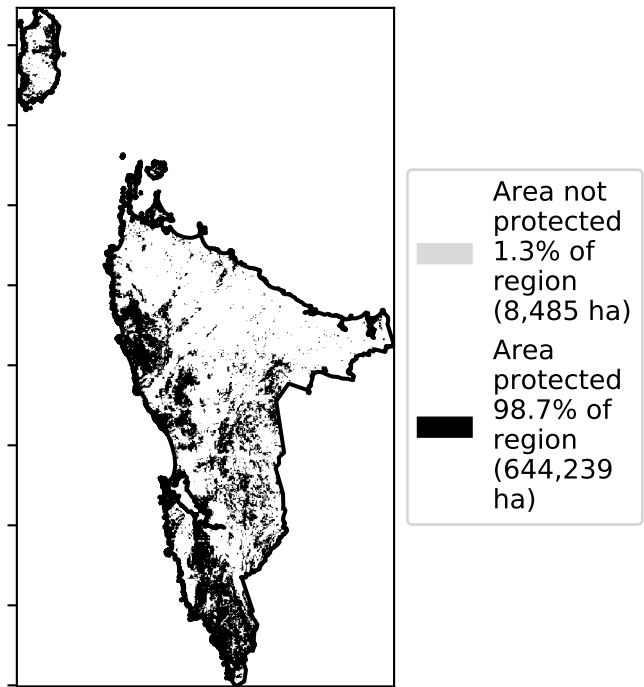 Area not
protected
1.3% of
region
(8,485 ha)
Area
protected
98.7% of
region
(644,239
ha)